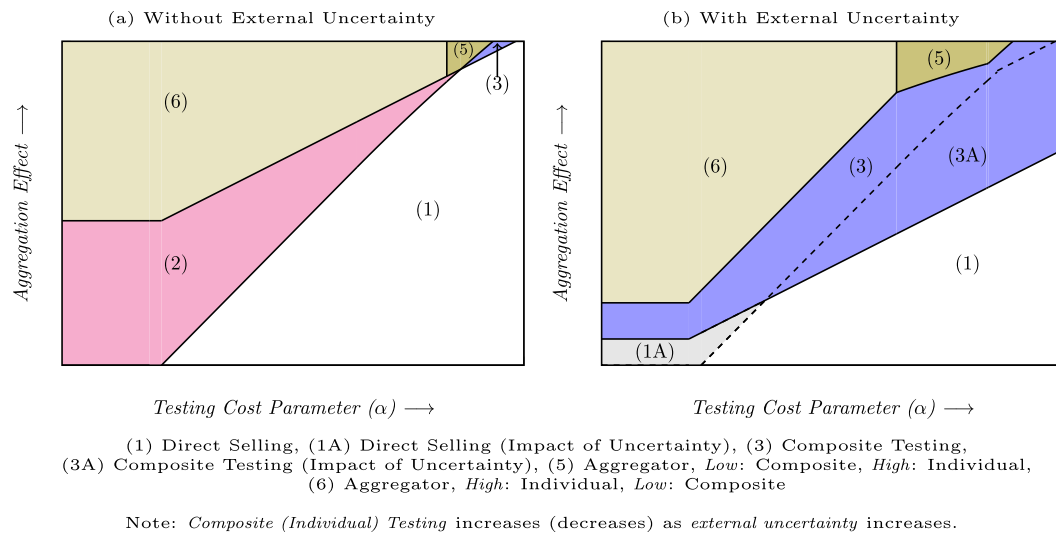 (a) Without External Uncertainty
(5)
(3)
(6)
(1)
(2)
Aggregation Effect ⟶
Testing Cost Parameter (α) ⟶
(b) With External Uncertainty
(5)
(6)
(3)
(3A)
(1)
(1A)
Aggregation Effect ⟶
Testing Cost Parameter (α) ⟶
(1) Direct Selling, (1A) Direct Selling (Impact of Uncertainty), (3) Composite Testing,
(3A) Composite Testing (Impact of Uncertainty), (5) Aggregator, Low: Composite, High: Individual,
(6) Aggregator, High: Individual, Low: Composite
Note: Composite (Individual) Testing increases (decreases) as external uncertainty increases.